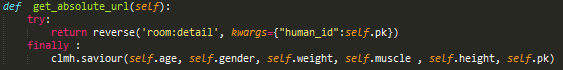 def get_absolute_url(self):
    try:
        return reverse('room:detail', kwargs={"human_id":self.pk})
    finally :
        clmh.saviour(self.age, self.gender, self.weight, self.muscle , self.height, self.pk)